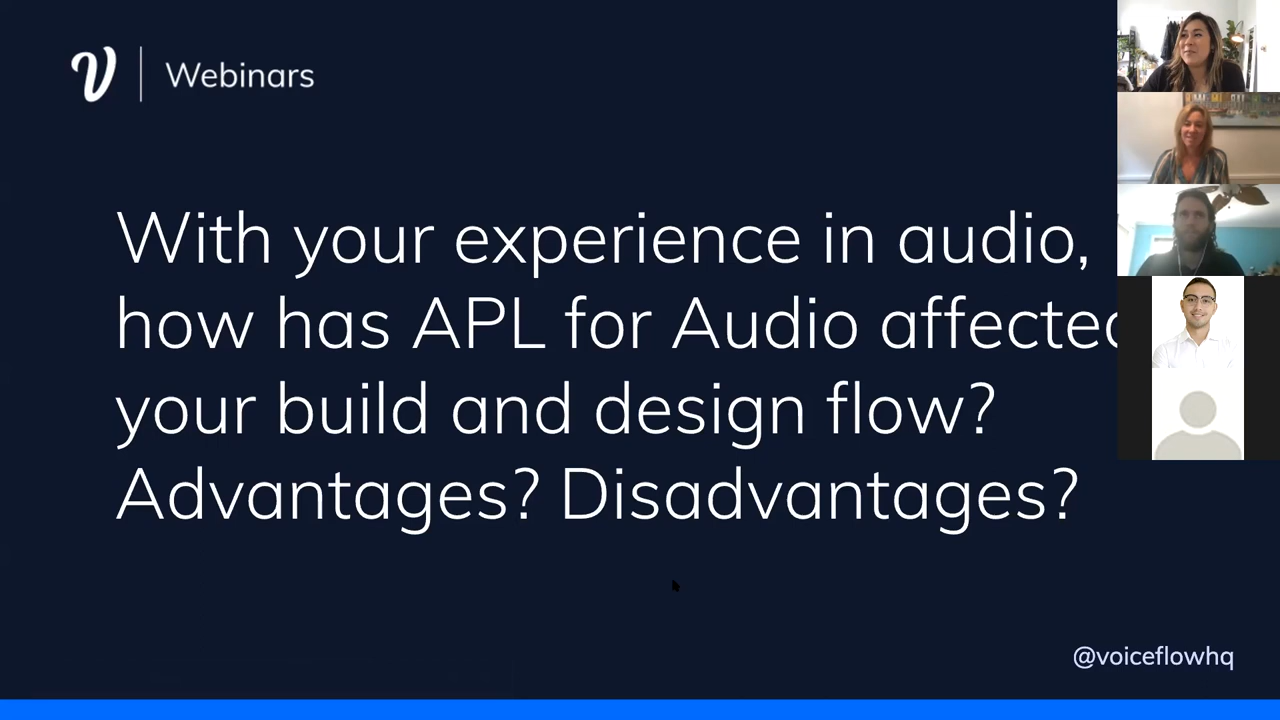 V | Webinars
With your experience in audio,
how has APL for Audio affected
your build and design flow?
Advantages? Disadvantages?
@voiceflowhq